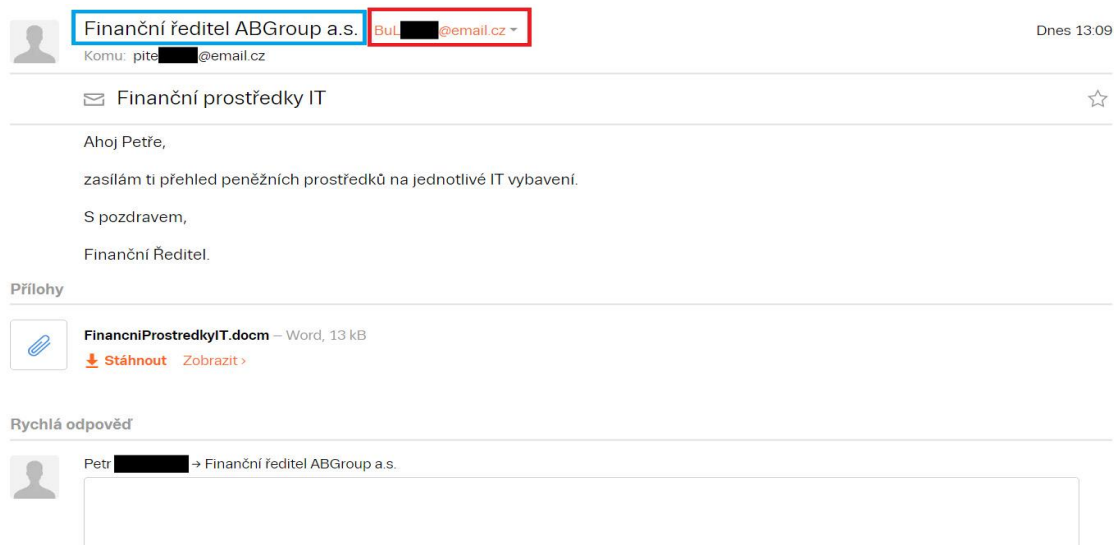 Finanční ředitel ABGroup a.s. BuL @email.cz Dnes 13:09
Komu: pite @email.cz
Finanční prostředky IT
Ahoj Petře,
zasílám ti přehled peněžních prostředků na jednotlivé IT vybavení.
S pozdravem,
Finanční Ředitel.
Přílohy
FinancniProstredkyIT.docm – Word, 13 kB
Stáhnout Zobrazit ›
Rychlá odpověď
Petr → Finanční ředitel ABGroup a.s.